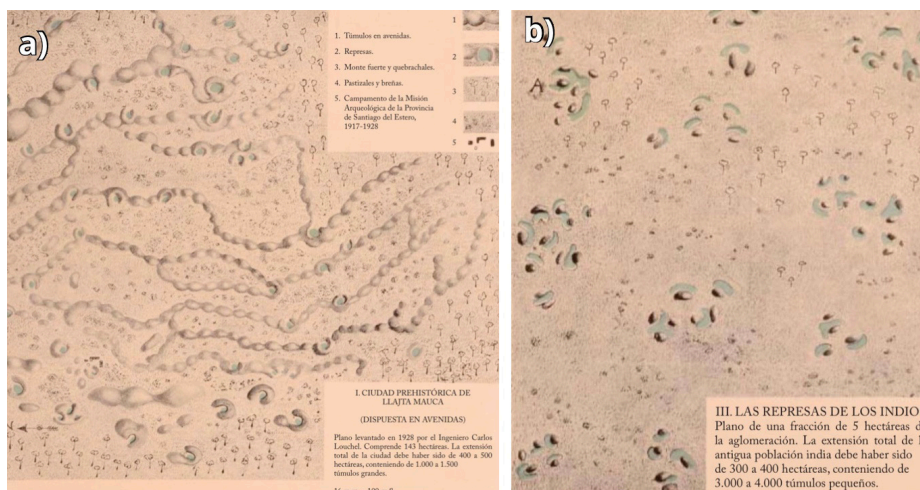 a)
1. Túmulos en avenidas.
2. Represas.
3. Monte fuerte y quebrachales.
4. Pastizales y breñas.
5. Campamento de la Misión
Arqueológica de la Provincia
de Santiago del Estero,
1917-1928
1
2
3
4
5
I. CIUDAD PREHISTÓRICA DE
LLAJTA MAUCA
(DISPUESTA EN AVENIDAS)
Plano levantado en 1928 por el Ingeniero Carlos
Louchel. Comprende 143 hectáreas. La extensión
total de la ciudad debe haber sido de 400 a 500
hectáreas, conteniendo de 1.000 a 1.500
túmulos grandes.
b)
A
III. LAS REPRESAS DE LOS INDIO
Plano de una fracción de 5 hectáreas d
la aglomeración. La extensión total de
antigua población india debe haber sido
de 300 a 400 hectáreas, conteniendo de
3.000 a 4.000 túmulos pequeños.